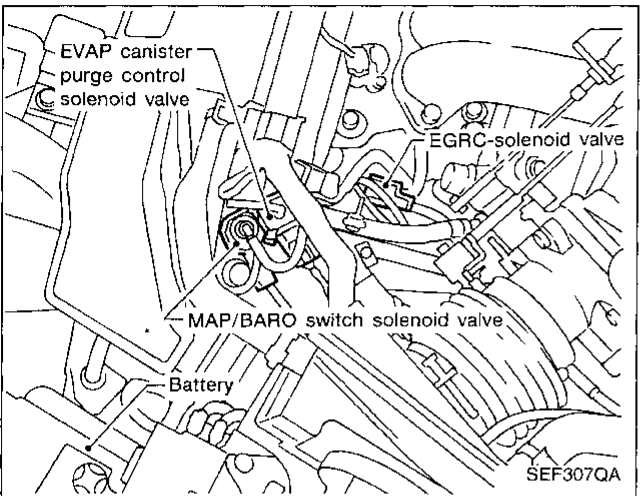 EVAP canister
purge control
solenoid valve
EGRC-solenoid valve
MAP/BARO switch solenoid valve
Battery
SEF307QA